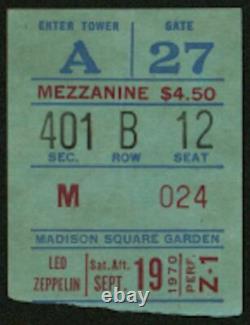 ENTER TOWER GATE
A 27
MEZZANINE $4.50
401 B 12
SEC. ROW SEAT
M 024
MADISON SQUARE GARDEN
LED ZEPPELIN Sat.Aft. SEPT. 19 1970 PERF. Z-1
ebay